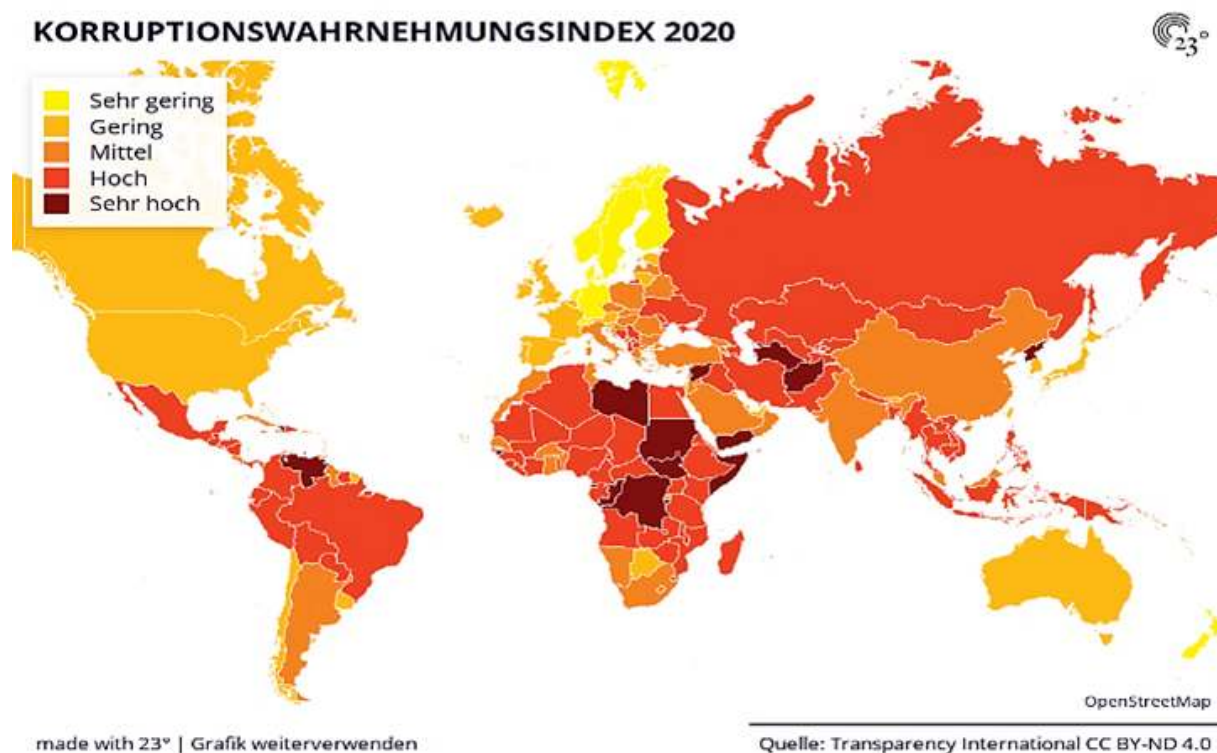 KORRUPTIONSWAHRNEHMUNGSINDEX 2020
23°
Sehr gering
Gering
Mittel
Hoch
Sehr hoch
OpenStreetMap
made with 23° | Grafik weiterverwenden
Quelle: Transparency International CC BY-ND 4.0